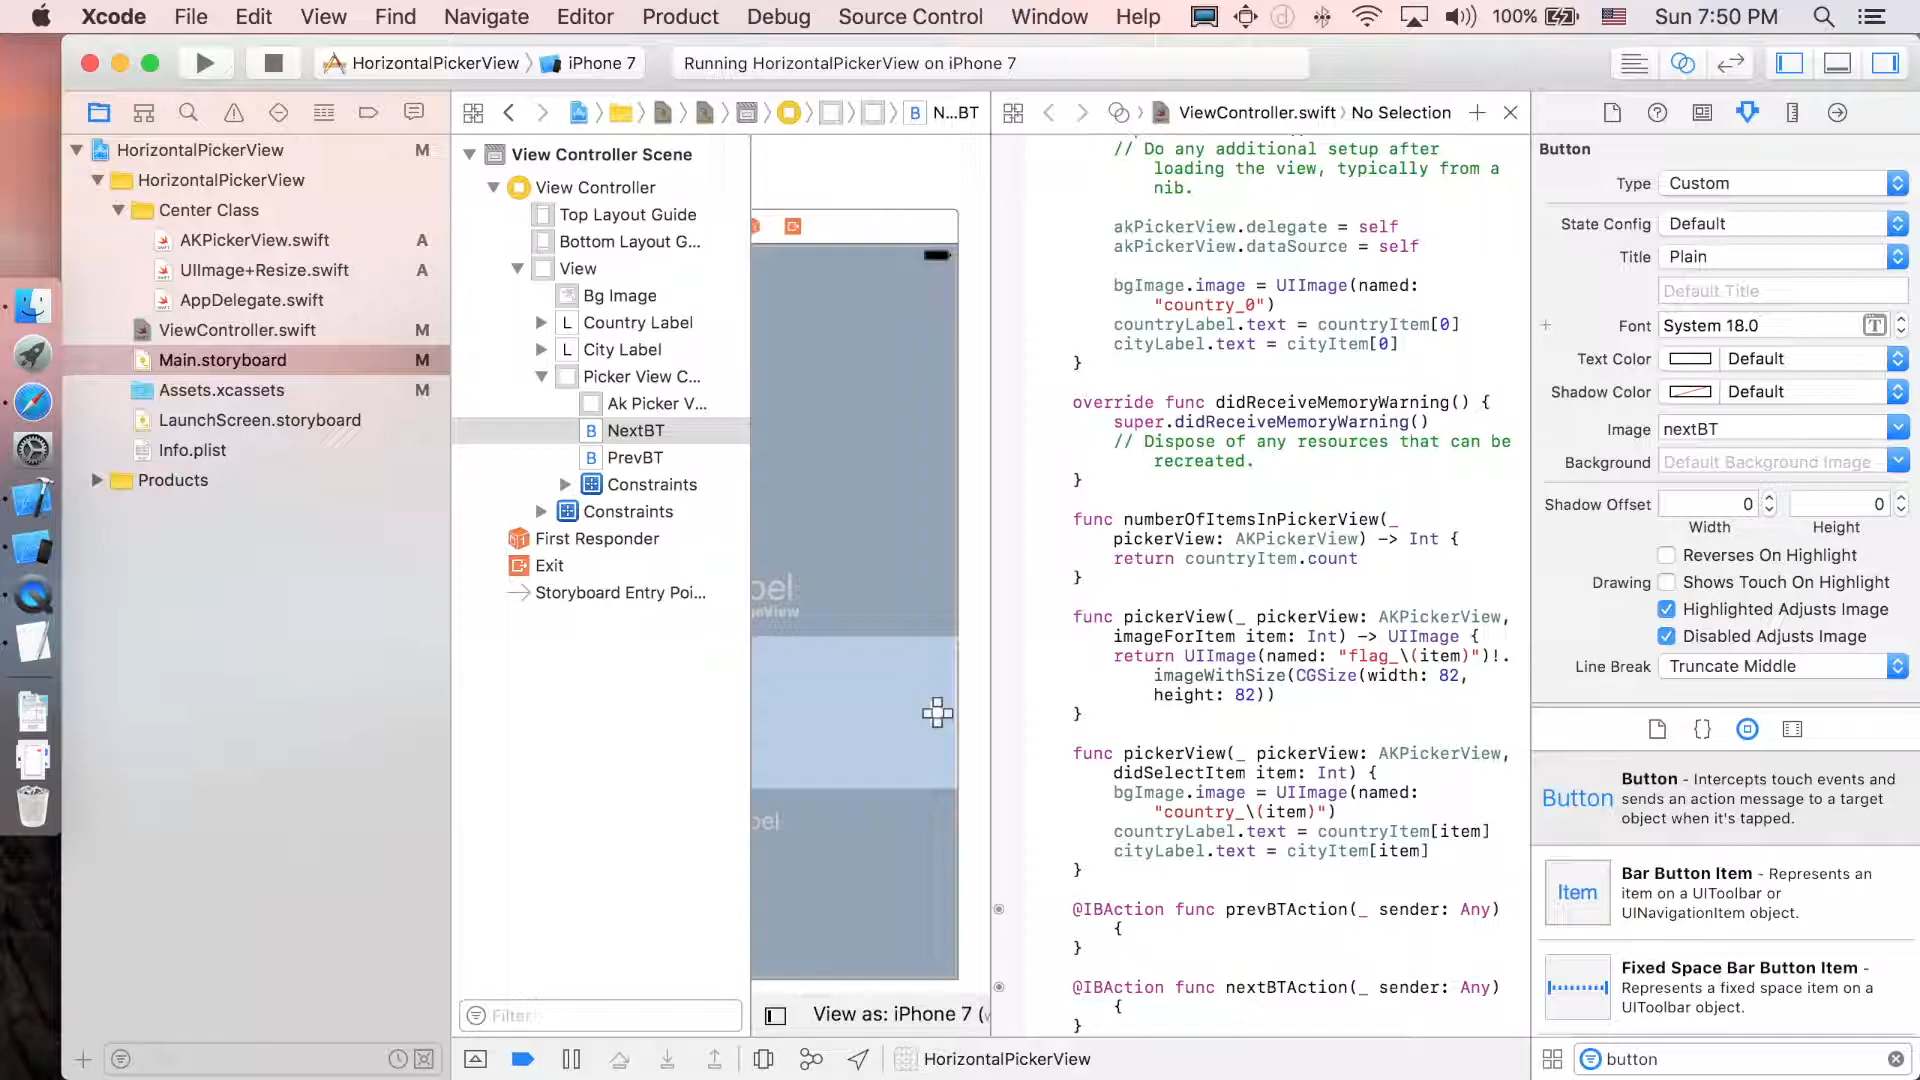 Xcode File Edit View Find Navigate Editor Product Debug Source Control Window Help 100% Sun 7:50 PM
HorizontalPickerView iPhone 7 Running HorizontalPickerView on iPhone 7
N...BT
ViewController.swift No Selection
HorizontalPickerView M
HorizontalPickerView
Center Class
AKPickerView.swift A
UIImage+Resize.swift A
AppDelegate.swift
ViewController.swift M
Main.storyboard M
Assets.xcassets M
LaunchScreen.storyboard
Info.plist
Products
View Controller Scene
View Controller
Top Layout Guide
Bottom Layout G...
View
Bg Image
L Country Label
L City Label
Picker View C...
Ak Picker V...
B NextBT
B PrevBT
Constraints
Constraints
First Responder
Exit
Storyboard Entry Poi...
Filter
View as: iPhone 7 (
// Do any additional setup after
loading the view, typically from a
nib.
akPickerView.delegate = self
akPickerView.dataSource = self
bgImage.image = UIImage(named:
"country_0")
countryLabel.text = countryItem[0]
cityLabel.text = cityItem[0]
}
override func didReceiveMemoryWarning() {
super.didReceiveMemoryWarning()
// Dispose of any resources that can be
recreated.
}
func numberOfItemsInPickerView(_
pickerView: AKPickerView) -> Int {
return countryItem.count
}
func pickerView(_ pickerView: AKPickerView,
imageForItem item: Int) -> UIImage {
return UIImage(named: "flag_\(item)")!.
imageWithSize(CGSize(width: 82,
height: 82))
}
func pickerView(_ pickerView: AKPickerView,
didSelectItem item: Int) {
bgImage.image = UIImage(named:
"country_\(item)")
countryLabel.text = countryItem[item]
cityLabel.text = cityItem[item]
}
@IBAction func prevBTAction(_ sender: Any)
{
}
@IBAction func nextBTAction(_ sender: Any)
{
}
HorizontalPickerView
Button
Type Custom
State Config Default
Title Plain
Default Title
Font System 18.0
Text Color Default
Shadow Color Default
Image nextBT
Background Default Background Image
Shadow Offset 0 0
Width Height
Reverses On Highlight
Drawing Shows Touch On Highlight
Highlighted Adjusts Image
Disabled Adjusts Image
Line Break Truncate Middle
Button
Button - Intercepts touch events and
sends an action message to a target
object when it's tapped.
Item
Bar Button Item - Represents an
item on a UIToolbar or
UINavigationItem object.
Fixed Space Bar Button Item -
Represents a fixed space item on a
UIToolbar object.
button